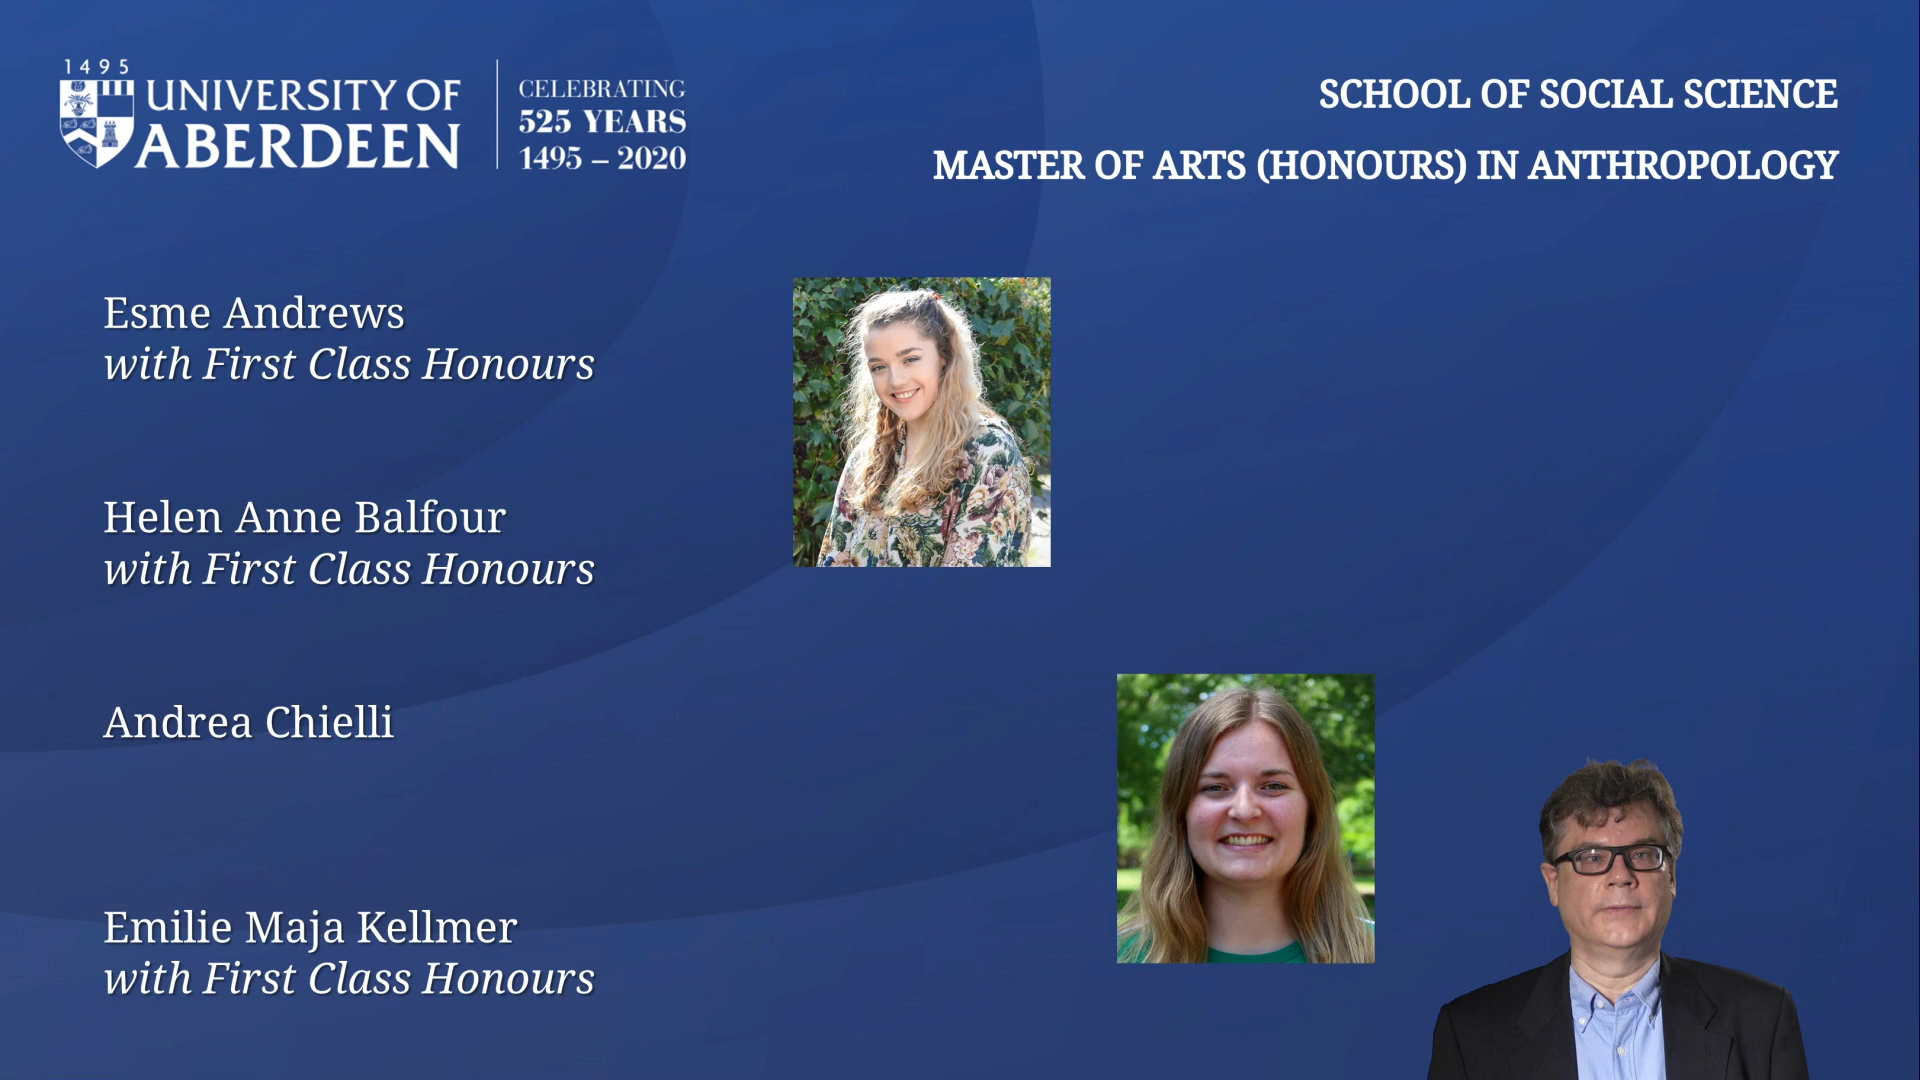 1495
UNIVERSITY OF
ABERDEEN
CELEBRATING
525 YEARS
1495 – 2020
SCHOOL OF SOCIAL SCIENCE
MASTER OF ARTS (HONOURS) IN ANTHROPOLOGY
Esme Andrews
with First Class Honours
Helen Anne Balfour
with First Class Honours
Andrea Chielli
Emilie Maja Kellmer
with First Class Honours